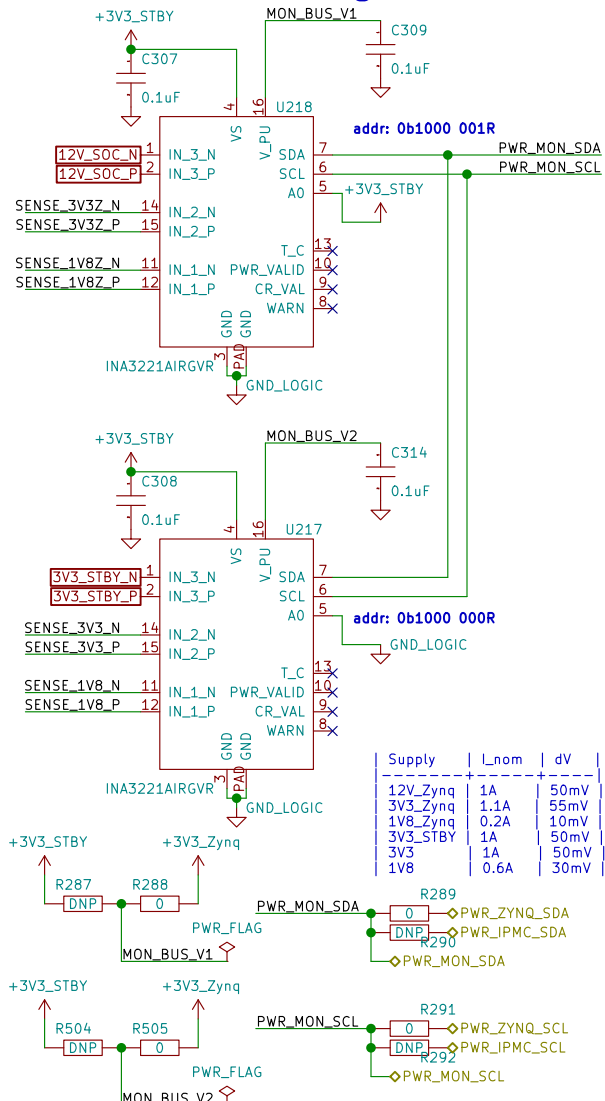 +3V3_STBY
MON_BUS_V1
C307
0.1uF
C309
0.1uF
U218
addr: 0b1000 001R
4
16
VS
V_PU
12V_SOC_N 1 IN_3_N
SDA 7 PWR_MON_SDA
12V_SOC_P 2 IN_3_P
SCL 6 PWR_MON_SCL
A0 5 +3V3_STBY
SENSE_3V3Z_N 14 IN_2_N
SENSE_3V3Z_P 15 IN_2_P
T_C 13
SENSE_1V8Z_N 11 IN_1_N
PWR_VALID 10
SENSE_1V8Z_P 12 IN_1_P
CR_VAL 9
WARN 8
GND
GND
3
PAD
INA3221AIRGVR
GND_LOGIC
+3V3_STBY
MON_BUS_V2
C308
0.1uF
C314
0.1uF
U217
4
16
VS
V_PU
3V3_STBY_N 1 IN_3_N
SDA 7
3V3_STBY_P 2 IN_3_P
SCL 6
A0 5 addr: 0b1000 000R
SENSE_3V3_N 14 IN_2_N
GND_LOGIC
SENSE_3V3_P 15 IN_2_P
T_C 13
SENSE_1V8_N 11 IN_1_N
PWR_VALID 10
SENSE_1V8_P 12 IN_1_P
CR_VAL 9
WARN 8
GND
GND
3
PAD
INA3221AIRGVR
GND_LOGIC
| Supply | I_nom | dV |
|---------+-------+-----|
| 12V_Zynq | 1A | 50mV |
| 3V3_Zynq | 1.1A | 55mV |
| 1V8_Zynq | 0.2A | 10mV |
| 3V3_STBY | 1A | 50mV |
| 3V3 | 1A | 50mV |
| 1V8 | 0.6A | 30mV |
+3V3_STBY
+3V3_Zynq
R287
R288
DNP
0
PWR_FLAG
MON_BUS_V1
R289
PWR_MON_SDA
0 PWR_ZYNQ_SDA
DNP PWR_IPMC_SDA
R290
PWR_MON_SDA
+3V3_STBY
+3V3_Zynq
R504
R505
DNP
0
PWR_FLAG
MON_BUS_V2
R291
PWR_MON_SCL
0 PWR_ZYNQ_SCL
DNP PWR_IPMC_SCL
R292
PWR_MON_SCL